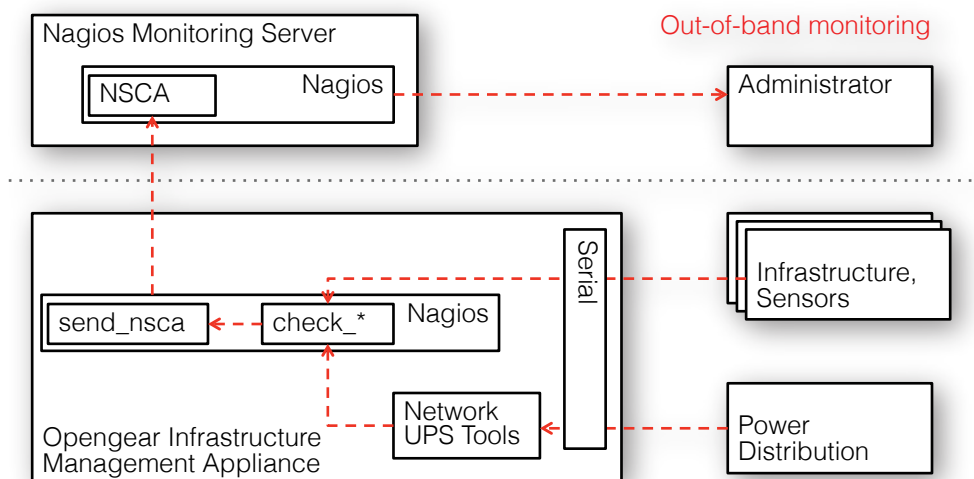 Nagios Monitoring Server
Out-of-band monitoring
NSCA
Nagios
Administrator
Serial
Infrastructure,
Sensors
send_nsca
check_*
Nagios
Network
UPS Tools
Power
Distribution
Opengear Infrastructure
Management Appliance